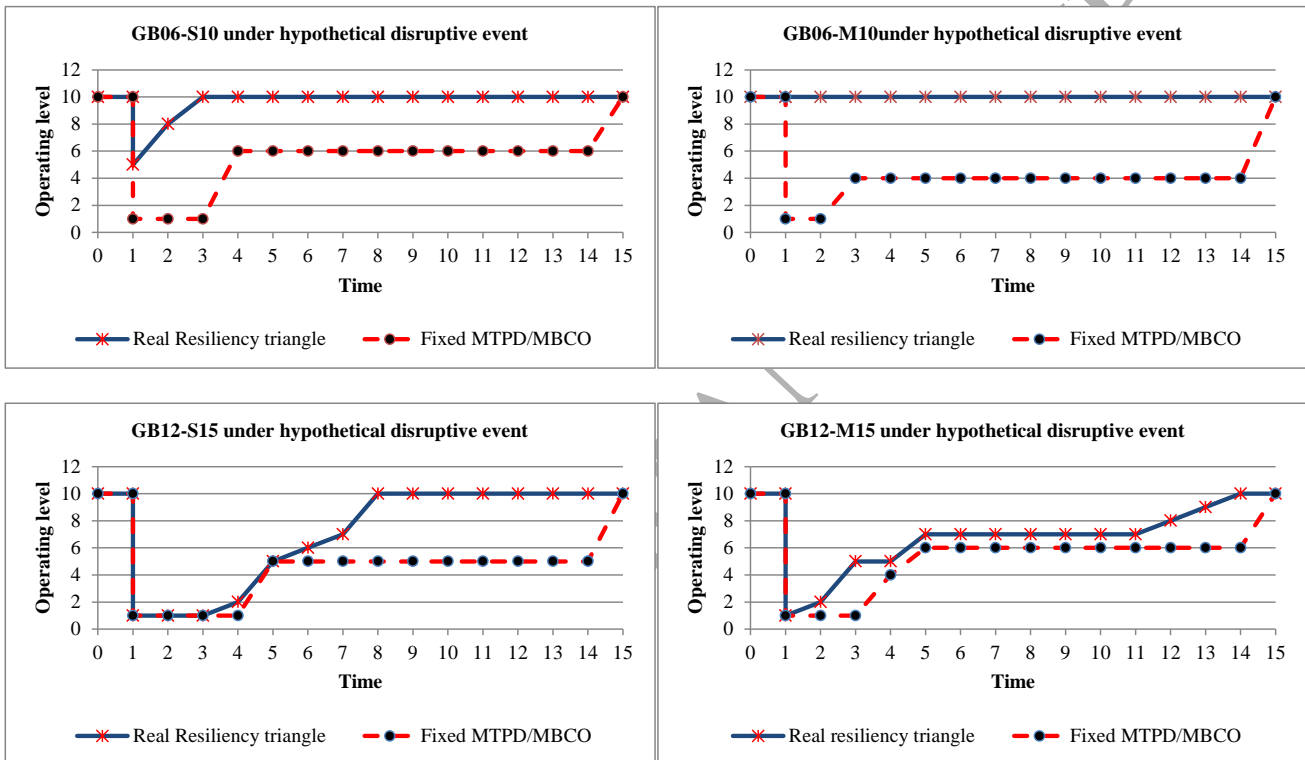 GB06-S10 under hypothetical disruptive event
12
10
8
6
4
2
0
Operating level
0 1 2 3 4 5 6 7 8 9 10 11 12 13 14 15
Time
Real Resiliency triangle Fixed MTPD/MBCO
GB06-M10under hypothetical disruptive event
12
10
8
6
4
2
0
Operating level
0 1 2 3 4 5 6 7 8 9 10 11 12 13 14 15
Time
Real resiliency triangle Fixed MTPD/MBCO
GB12-S15 under hypothetical disruptive event
12
10
8
6
4
2
0
Operating level
0 1 2 3 4 5 6 7 8 9 10 11 12 13 14 15
Time
Real Resiliency triangle Fixed MTPD/MBCO
GB12-M15 under hypothetical disruptive event
12
10
8
6
4
2
0
Operating level
0 1 2 3 4 5 6 7 8 9 10 11 12 13 14 15
Time
Real resiliency triangle Fixed MTPD/MBCO